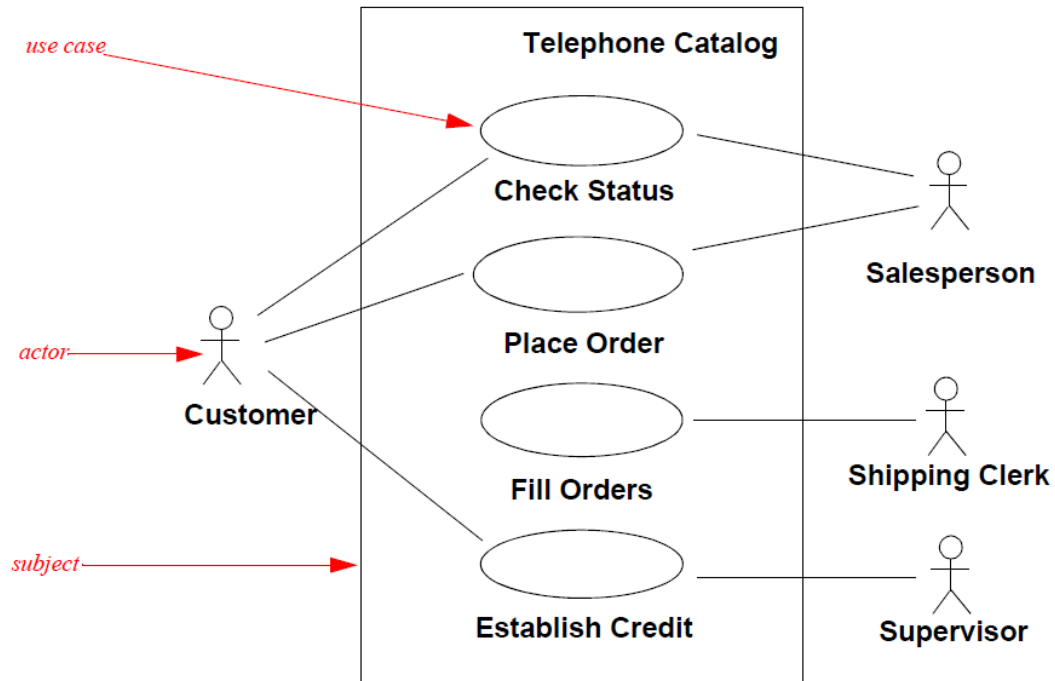 use case
Telephone Catalog
Check Status
Salesperson
Place Order
actor
Customer
Fill Orders
Shipping Clerk
subject
Establish Credit
Supervisor